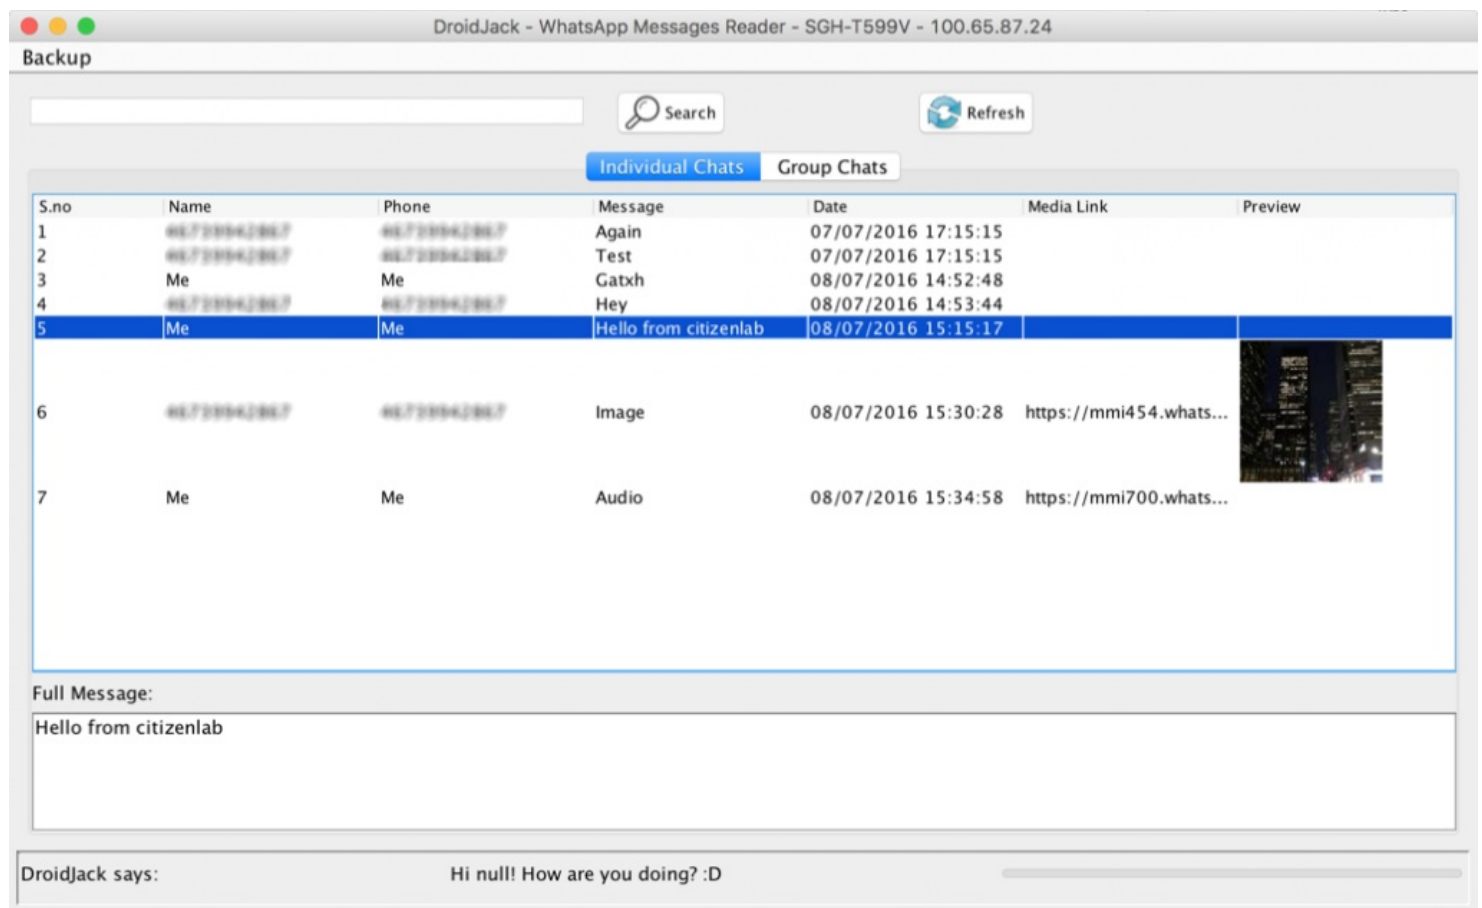 DroidJack - WhatsApp Messages Reader - SGH-T599V - 100.65.87.24
Backup
Search Refresh
Individual Chats Group Chats
S.no Name Phone Message Date Media Link Preview
1 Again 07/07/2016 17:15:15
2 Test 07/07/2016 17:15:15
3 Me Me Gatxh 08/07/2016 14:52:48
4 Hey 08/07/2016 14:53:44
5 Me Me Hello from citizenlab 08/07/2016 15:15:17
6 Image 08/07/2016 15:30:28 https://mmi454.whats...
7 Me Me Audio 08/07/2016 15:34:58 https://mmi700.whats...
Full Message:
Hello from citizenlab
DroidJack says: Hi null! How are you doing? :D